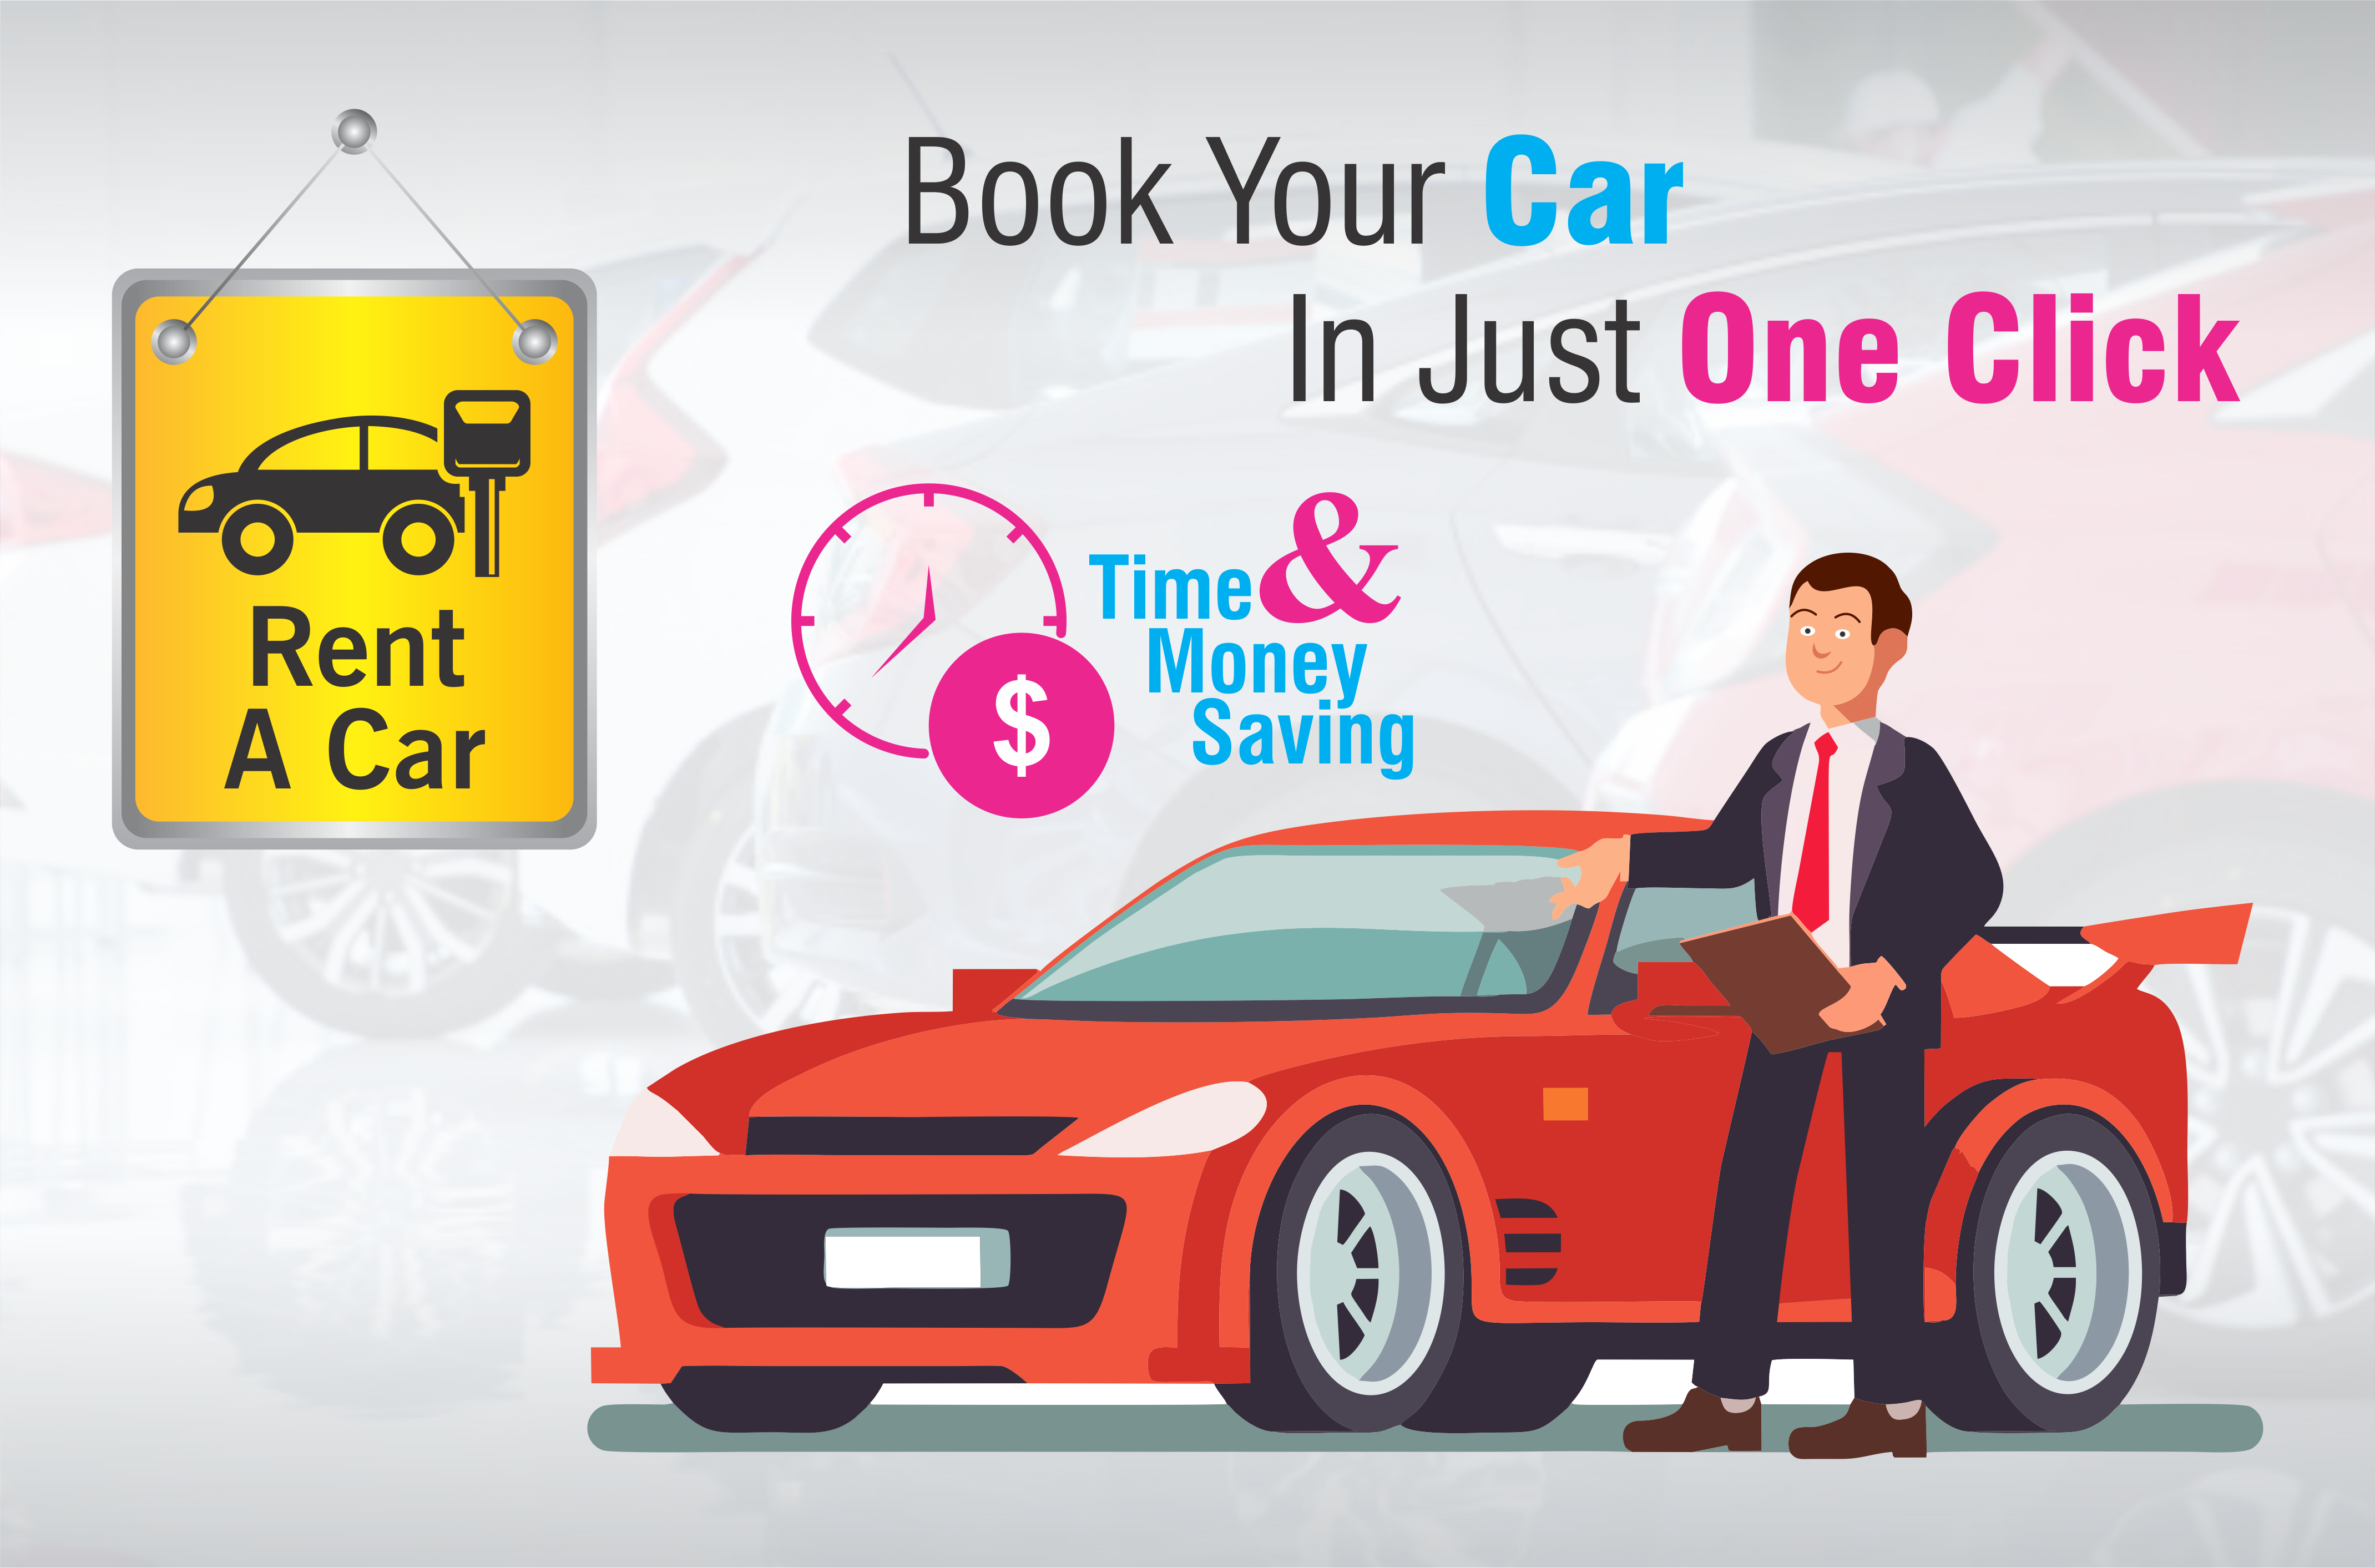 Book Your Car
In Just One Click
Rent
A Car
Time &
Money
Saving
$